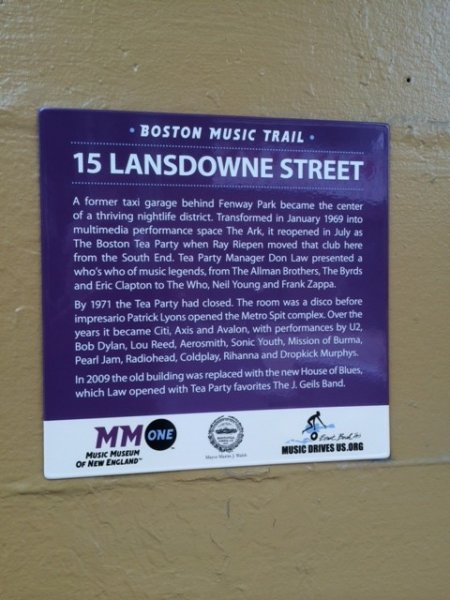 • BOSTON MUSIC TRAIL •
15 LANSDOWNE STREET
A former taxi garage behind Fenway Park became the center
of a thriving nightlife district. Transformed in January 1969 into
multimedia performance space The Ark, it reopened in July as
The Boston Tea Party when Ray Riepen moved that club here
from the South End. Tea Party Manager Don Law presented a
who's who of music legends, from The Allman Brothers, The Byrds
and Eric Clapton to The Who, Neil Young and Frank Zappa.
By 1971 the Tea Party had closed. The room was a disco before
impresario Patrick Lyons opened the Metro Spit complex. Over the
years it became Citi, Axis and Avalon, with performances by U2,
Bob Dylan, Lou Reed, Aerosmith, Sonic Youth, Mission of Burma,
Pearl Jam, Radiohead, Coldplay, Rihanna and Dropkick Murphys.
In 2009 the old building was replaced with the new House of Blues,
which Law opened with Tea Party favorites The J. Geils Band.
MM ONE
MUSIC MUSEUM
OF NEW ENGLAND™
MUSIC DRIVES US.ORG